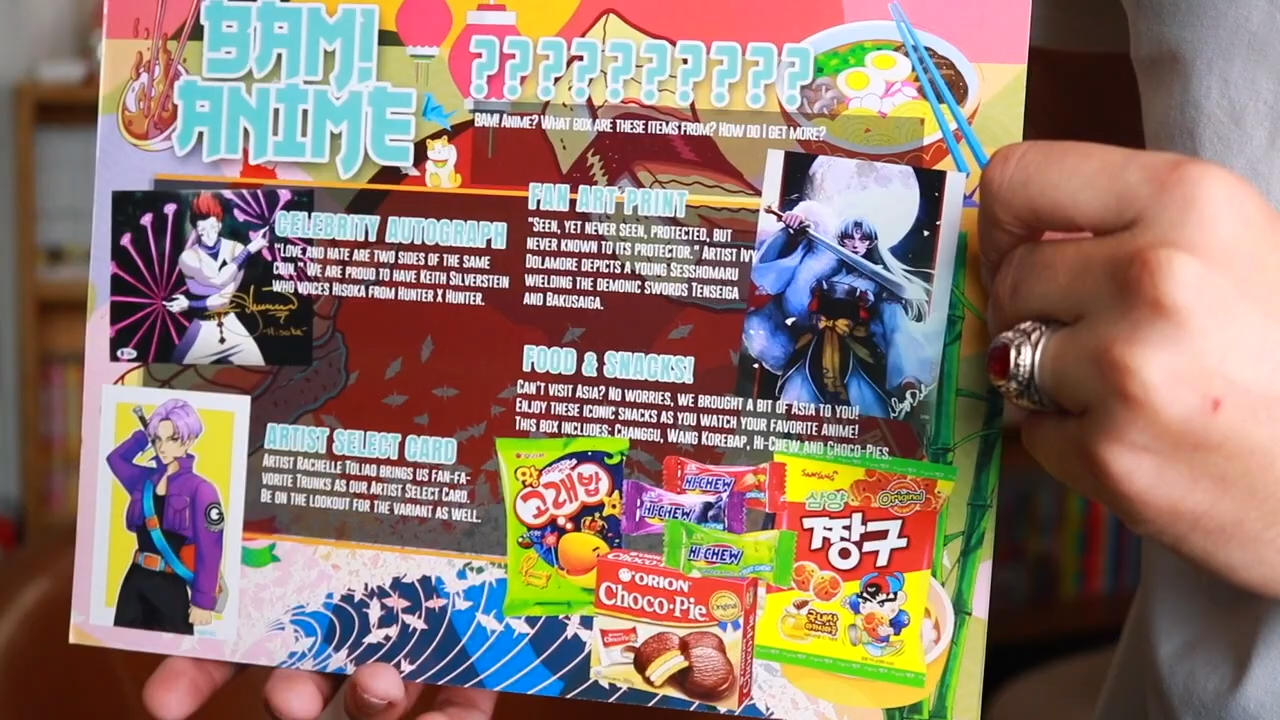 BAM!
ANIME
??????????
BAM! ANIME? WHAT BOX ARE THESE ITEMS FROM? HOW DO I GET MORE?
CELEBRITY AUTOGRAPH
"LOVE AND HATE ARE TWO SIDES OF THE SAME
COIN." WE ARE PROUD TO HAVE KEITH SILVERSTEIN
WHO VOICES HISOKA FROM HUNTER X HUNTER.
-Hisoka
FAN ART PRINT
"SEEN, YET NEVER SEEN, PROTECTED, BUT
NEVER KNOWN TO ITS PROTECTOR." ARTIST IVY
DOLAMORE DEPICTS A YOUNG SESSHOMARU
WIELDING THE DEMONIC SWORDS TENSEIGA
AND BAKUSAIGA.
FOOD & SNACKS!
CAN'T VISIT ASIA? NO WORRIES, WE BROUGHT A BIT OF ASIA TO YOU!
ENJOY THESE ICONIC SNACKS AS YOU WATCH YOUR FAVORITE ANIME!
THIS BOX INCLUDES: CHANGGU, WANG KOREBAP, HI-CHEW AND CHOCO-PIES.
ARTIST SELECT CARD
ARTIST RACHELLE TOLIAO BRINGS US FAN-FA-
VORITE TRUNKS AS OUR ARTIST SELECT CARD.
BE ON THE LOOKOUT FOR THE VARIANT AS WELL.
왕
고래밥
HI-CHEW
HI-CHEW
HI-CHEW
ORION
Choco·Pie
Original
SAMYANG
삼양
Original
짱구
국내산